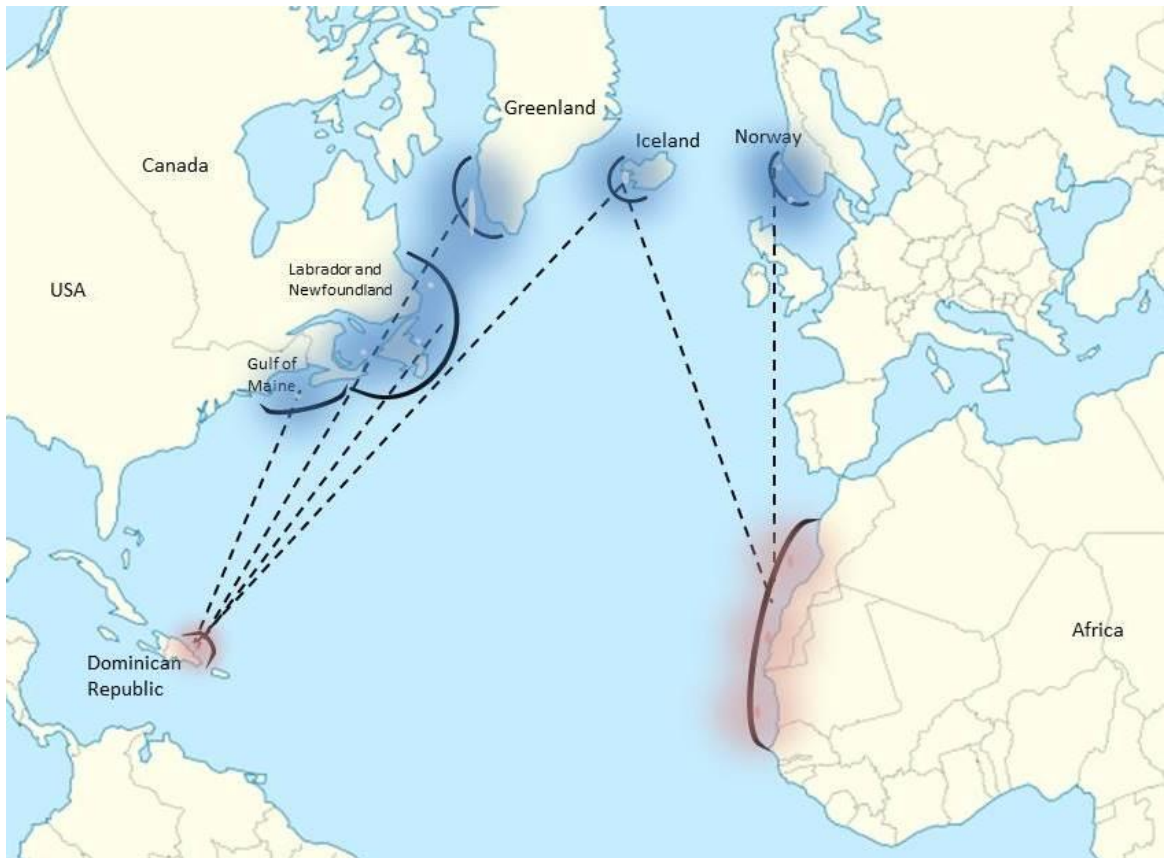 Greenland
Iceland
Norway
Canada
Labrador and
Newfoundland
USA
Gulf of
Maine
Dominican
Republic
Africa